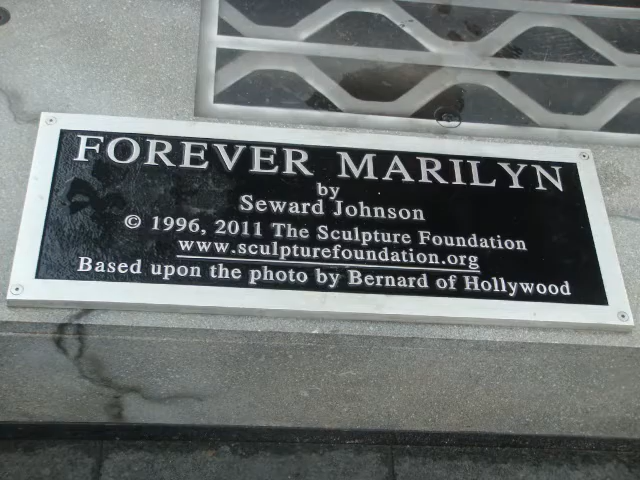 FOREVER MARILYN
by
Seward Johnson
© 1996, 2011 The Sculpture Foundation
www.sculpturefoundation.org
Based upon the photo by Bernard of Hollywood